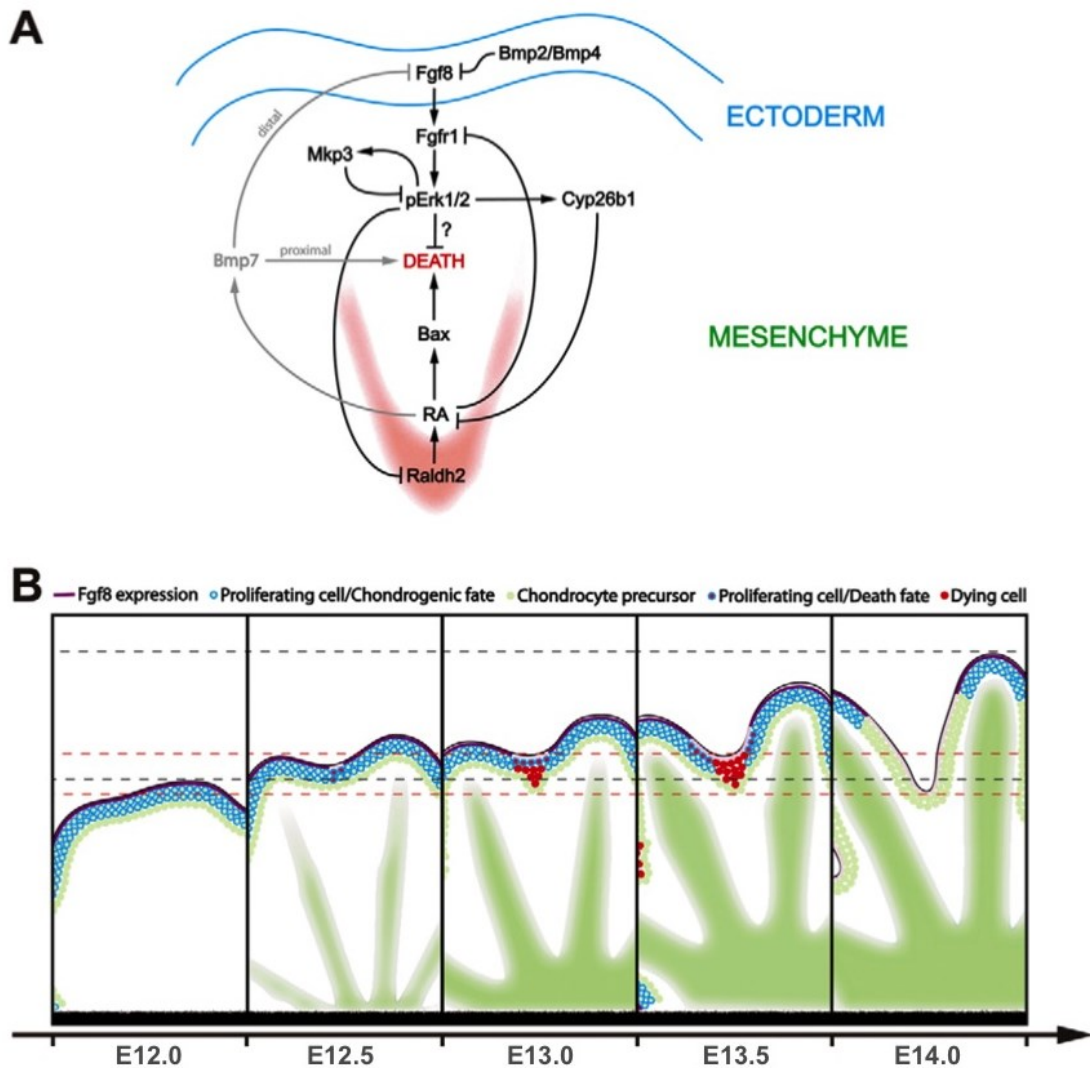 A
Bmp2/Bmp4
Fgf8
ECTODERM
distal
Fgfr1
Mkp3
pErk1/2
Cyp26b1
?
proximal
Bmp7
DEATH
Bax
MESENCHYME
RA
Raldh2
B
Fgf8 expression Proliferating cell/Chondrogenic fate Chondrocyte precursor Proliferating cell/Death fate Dying cell
E12.0 E12.5 E13.0 E13.5 E14.0